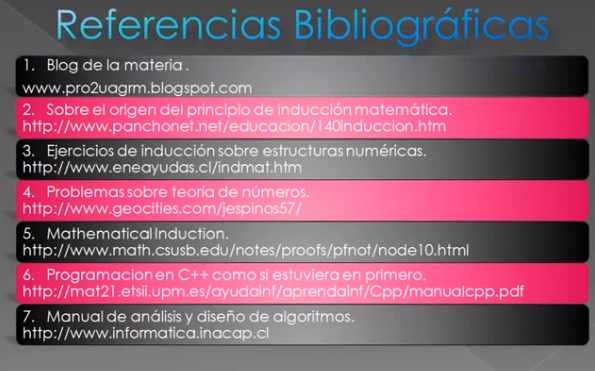 Referencias Bibliográficas
1. Blog de la materia .
www.pro2uagrm.blogspot.com
2. Sobre el origen del principio de inducción matemática.
http://www.panchonet.net/educacion/140induccion.htm
3. Ejercicios de inducción sobre estructuras numéricas.
http://www.eneayudas.cl/indmat.htm
4. Problemas sobre teoría de números.
http://www.geocities.com/jespinos57/
5. Mathematical Induction.
http://www.math.csusb.edu/notes/proofs/pfnot/node10.html
6. Programacion en C++ como si estuviera en primero.
http://mat21.etsii.upm.es/ayudainf/aprendainf/Cpp/manualcpp.pdf
7. Manual de análisis y diseño de algoritmos.
http://www.informatica.inacap.cl